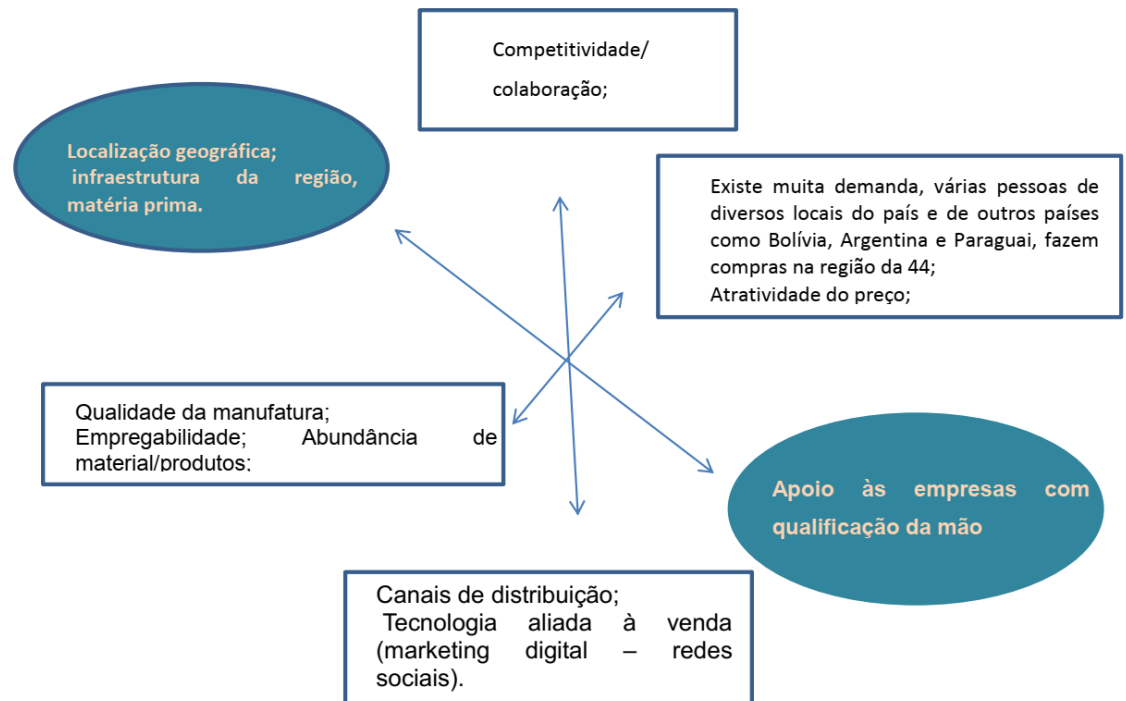 Competitividade/
colaboração;
Localização geográfica;
infraestrutura da região,
matéria prima.
Existe muita demanda, várias pessoas de
diversos locais do país e de outros países
como Bolívia, Argentina e Paraguai, fazem
compras na região da 44;
Atratividade do preço;
Qualidade da manufatura;
Empregabilidade; Abundância de
material/produtos;
Apoio às empresas com
qualificação da mão
Canais de distribuição;
Tecnologia aliada à venda
(marketing digital – redes
sociais).